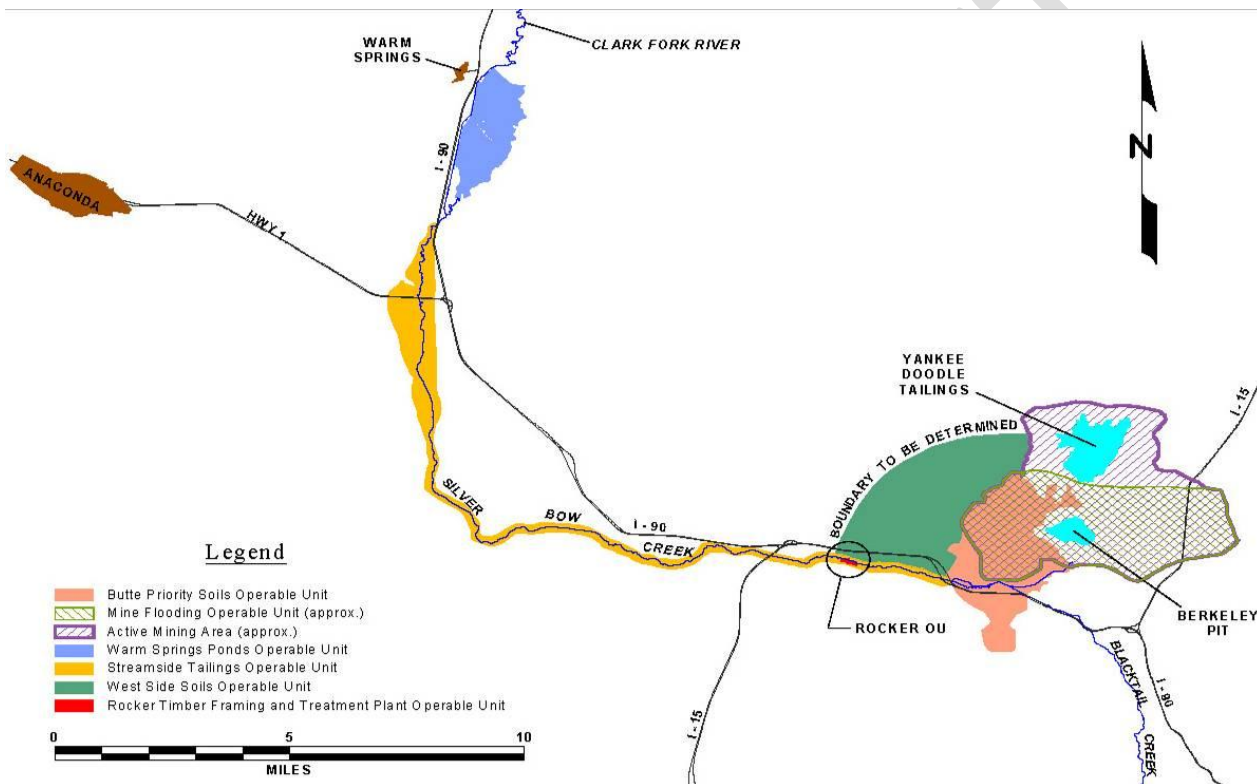 WARM
SPRINGS
CLARK FORK RIVER
N
I - 90
ANACONDA
HWY 1
YANKEE
DOODLE
TAILINGS
I - 15
BOUNDARY TO BE DETERMINED
SILVER BOW CREEK
I - 90
ROCKER OU
BERKELEY
PIT
BLACKTAIL CREEK
I - 90
I - 15
Legend
Butte Priority Soils Operable Unit
Mine Flooding Operable Unit (approx.)
Active Mining Area (approx.)
Warm Springs Ponds Operable Unit
Streamside Tailings Operable Unit
West Side Soils Operable Unit
Rocker Timber Framing and Treatment Plant Operable Unit
0 5 10
MILES